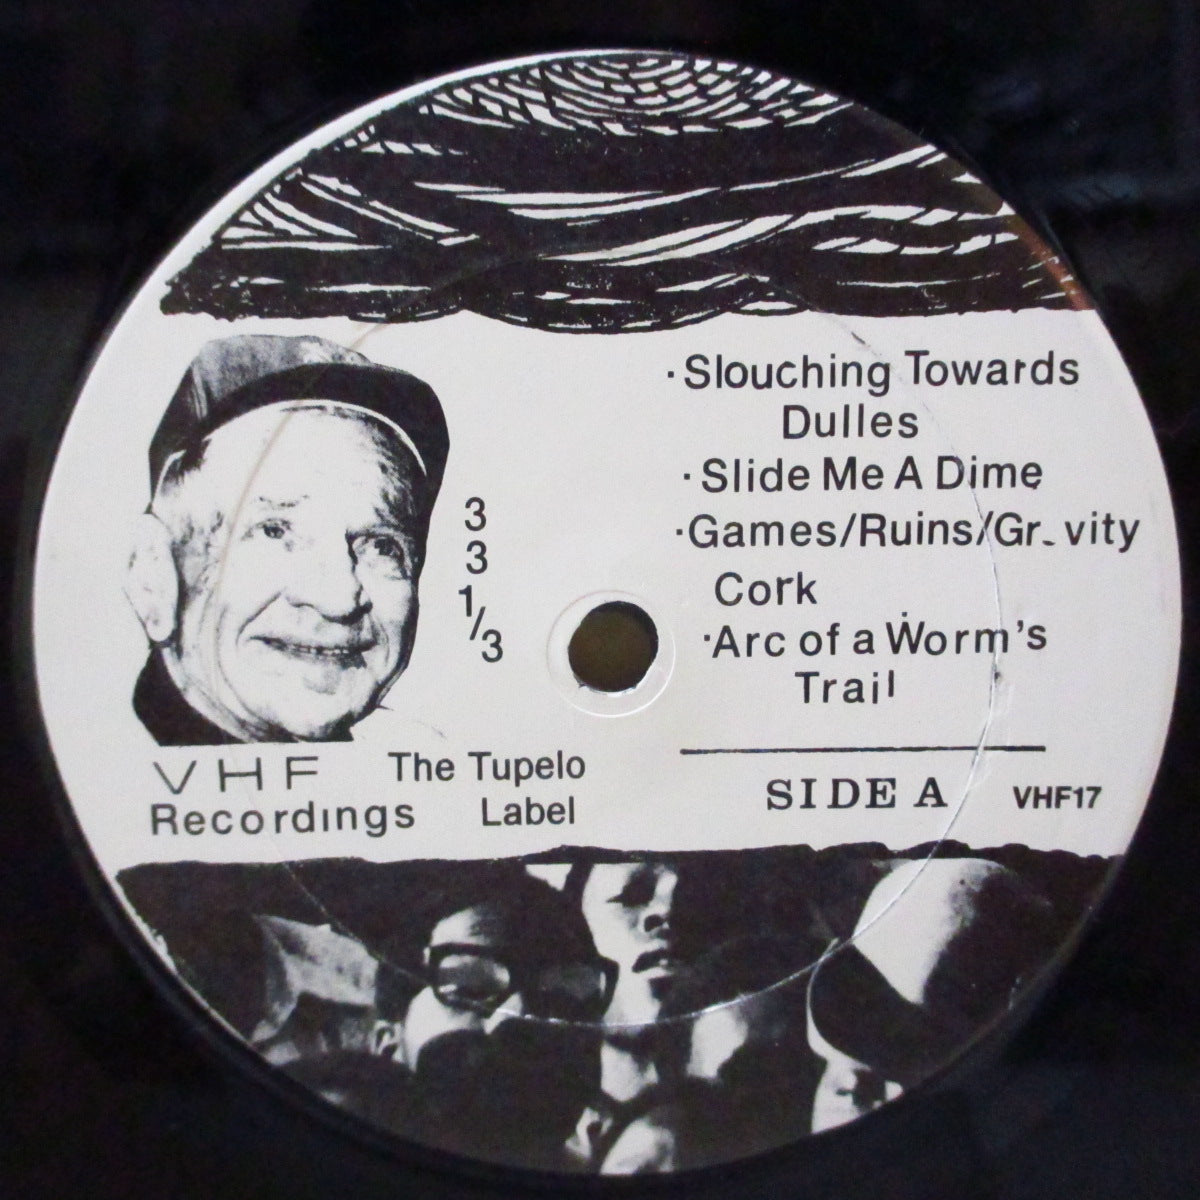 ·Slouching Towards
Dulles
·Slide Me A Dime
·Games/Ruins/Gr_vity
Cork
·Arc of a Worm's
Trail
3
3
1/3
VHF The Tupelo
Recordings Label
SIDE A VHF17